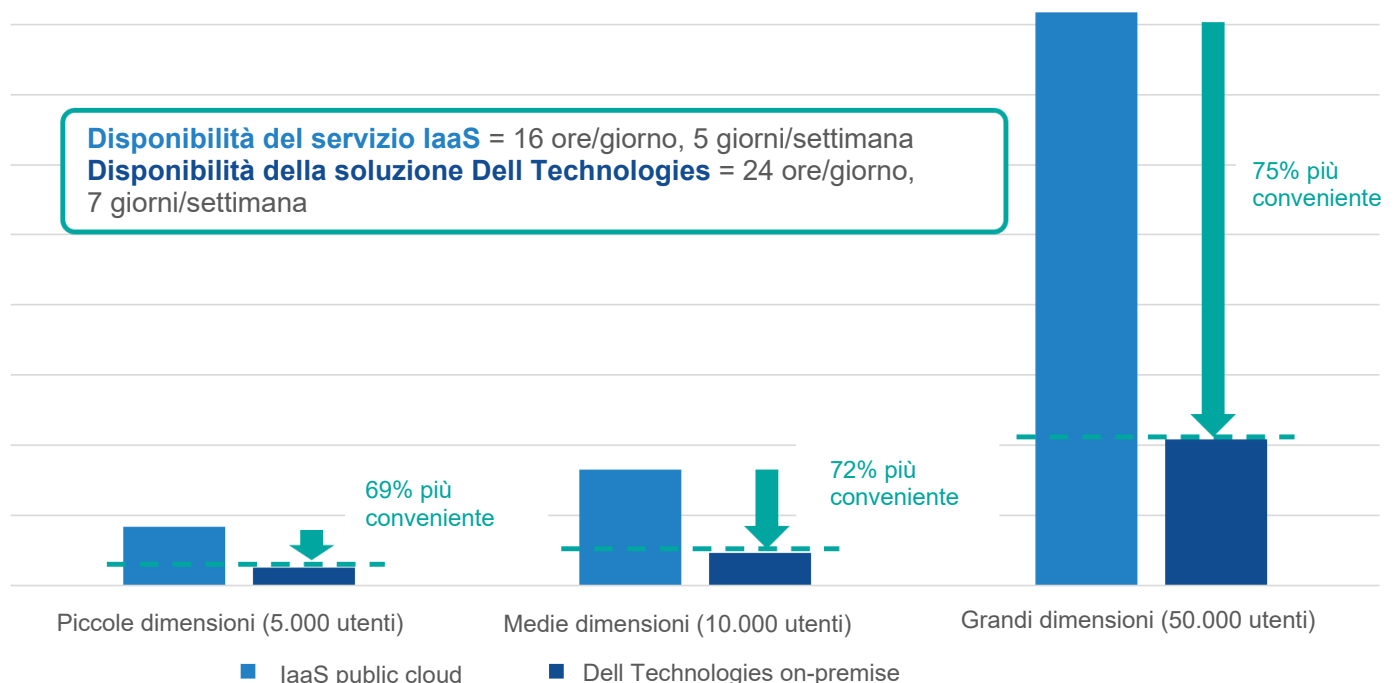 Disponibilità del servizio IaaS = 16 ore/giorno, 5 giorni/settimana
Disponibilità della soluzione Dell Technologies = 24 ore/giorno,
7 giorni/settimana
75% più
conveniente
72% più
conveniente
69% più
conveniente
Piccole dimensioni (5.000 utenti)
Medie dimensioni (10.000 utenti)
Grandi dimensioni (50.000 utenti)
IaaS public cloud
Dell Technologies on-premise